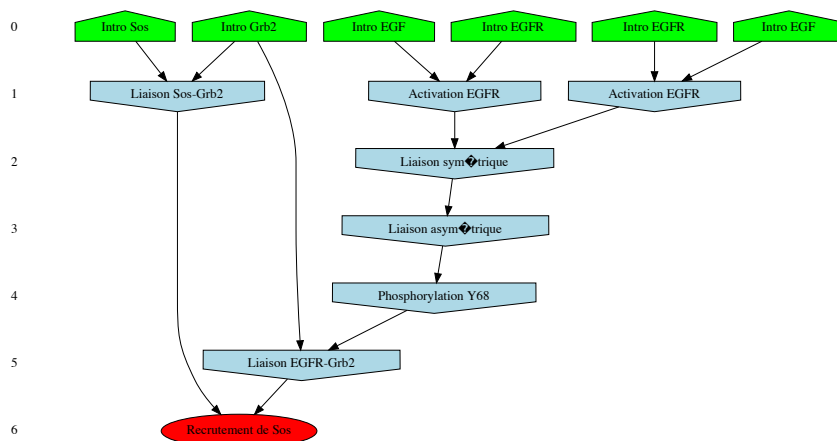 0 Intro Sos Intro Grb2 Intro EGF Intro EGFR Intro EGFR Intro EGF
1 Liaison Sos-Grb2 Activation EGFR Activation EGFR
2 Liaison sym�trique
3 Liaison asym�trique
4 Phosphorylation Y68
5 Liaison EGFR-Grb2
6 Recrutement de Sos